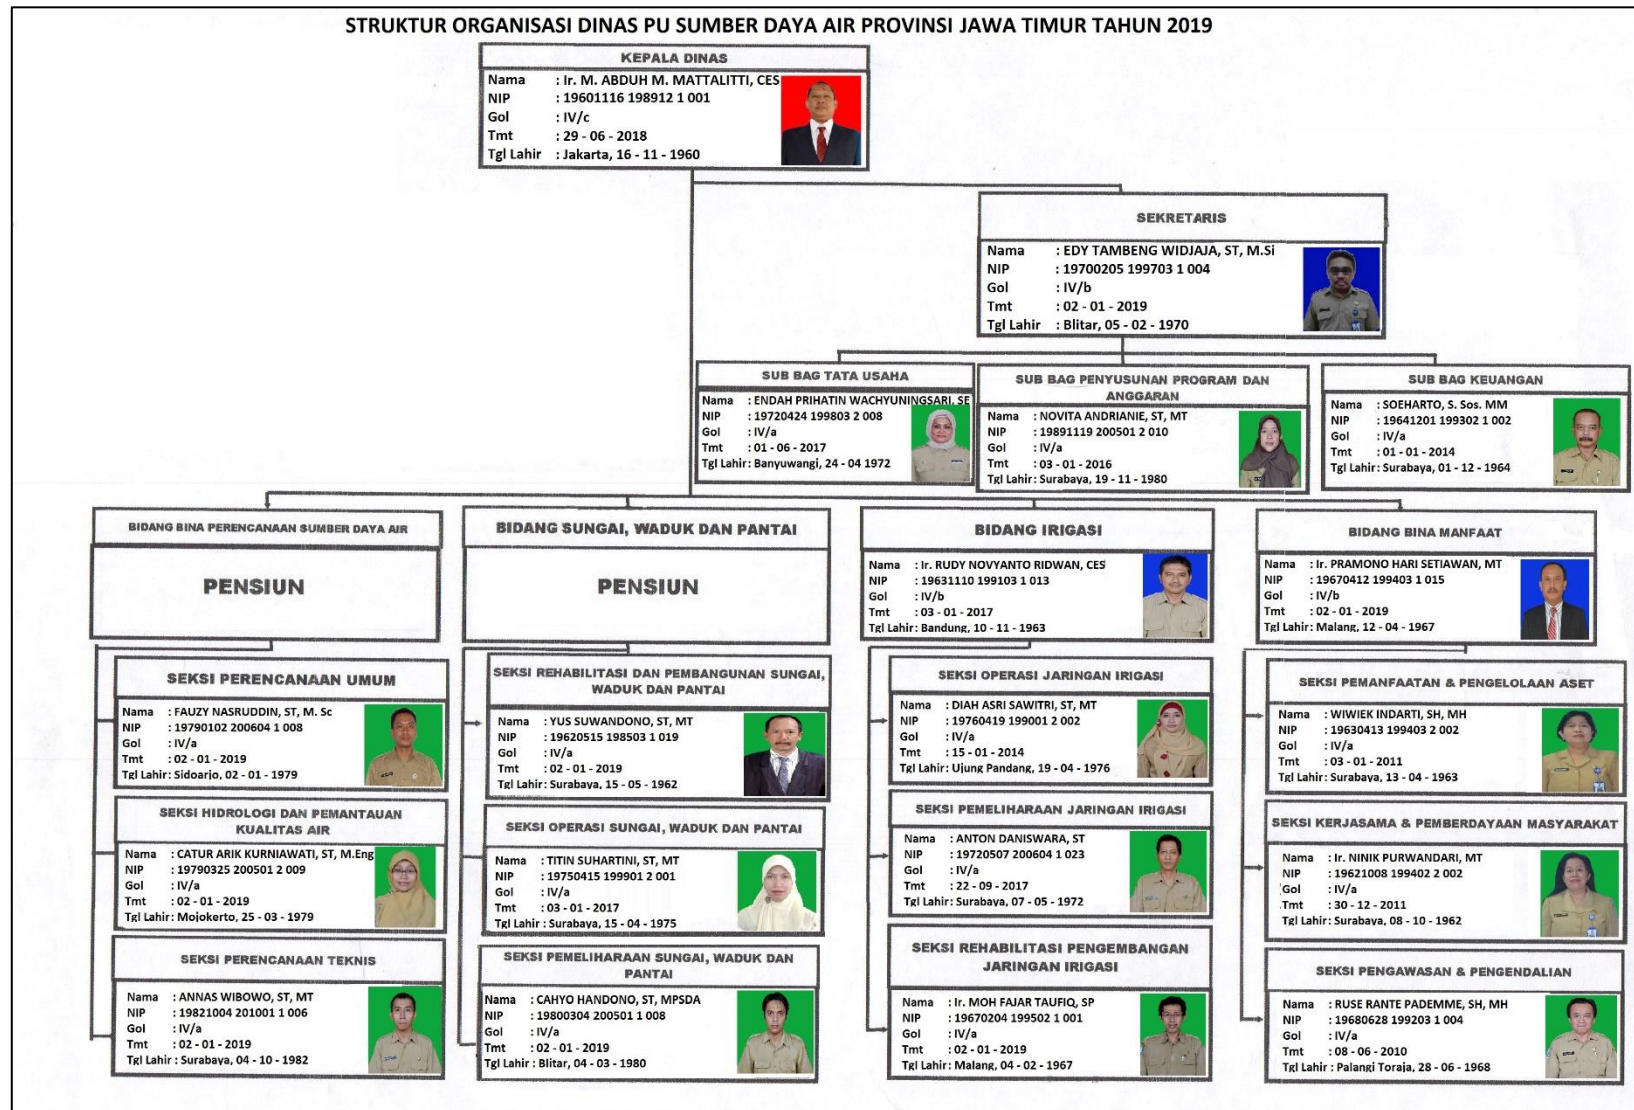 STRUKTUR ORGANISASI DINAS PU SUMBER DAYA AIR PROVINSI JAWA TIMUR TAHUN 2019
KEPALA DINAS
Nama : Ir. M. ABDUH M. MATTALITTI, CES
NIP : 19601116 198912 1 001
Gol : IV/c
Tmt : 29 - 06 - 2018
Tgl Lahir : Jakarta, 16 - 11 - 1960
SEKRETARIS
Nama : EDY TAMBENG WIDJAJA, ST, M.Si
NIP : 19700205 199703 1 004
Gol : IV/b
Tmt : 02 - 01 - 2019
Tgl Lahir : Blitar, 05 - 02 - 1970
SUB BAG TATA USAHA
Nama : ENDAH PRIHATIN WACHYUNINGSARI, SE
NIP : 19720424 199803 2 008
Gol : IV/a
Tmt : 01 - 06 - 2017
Tgl Lahir : Banyuwangi, 24 - 04 1972
SUB BAG PENYUSUNAN PROGRAM DAN
ANGGARAN
Nama : NOVITA ANDRIANIE, ST, MT
NIP : 19891119 200501 2 010
Gol : IV/a
Tmt : 03 - 01 - 2016
Tgl Lahir : Surabaya, 19 - 11 - 1980
SUB BAG KEUANGAN
Nama : SOEHARTO, S. Sos. MM
NIP : 19641201 199302 1 002
Gol : IV/a
Tmt : 01 - 01 - 2014
Tgl Lahir : Surabaya, 01 - 12 - 1964
BIDANG BINA PERENCANAAN SUMBER DAYA AIR
PENSIUN
SEKSI PERENCANAAN UMUM
Nama : FAUZY NASRUDDIN, ST, M. Sc
NIP : 19790102 200604 1 008
Gol : IV/a
Tmt : 02 - 01 - 2019
Tgl Lahir : Sidoarjo, 02 - 01 - 1979
SEKSI HIDROLOGI DAN PEMANTAUAN
KUALITAS AIR
Nama : CATUR ARIK KURNIAWATI, ST, M.Eng
NIP : 19790325 200501 2 009
Gol : IV/a
Tmt : 02 - 01 - 2019
Tgl Lahir : Mojokerto, 25 - 03 - 1979
SEKSI PERENCANAAN TEKNIS
Nama : ANNAS WIBOWO, ST, MT
NIP : 19821004 201001 1 006
Gol : IV/a
Tmt : 02 - 01 - 2019
Tgl Lahir : Surabaya, 04 - 10 - 1982
BIDANG SUNGAI, WADUK DAN PANTAI
PENSIUN
SEKSI REHABILITASI DAN PEMBANGUNAN SUNGAI,
WADUK DAN PANTAI
Nama : YUS SUWANDONO, ST, MT
NIP : 19620515 198503 1 019
Gol : IV/a
Tmt : 02 - 01 - 2019
Tgl Lahir : Surabaya, 15 - 05 - 1962
SEKSI OPERASI SUNGAI, WADUK DAN PANTAI
Nama : TITIN SUHARTINI, ST, MT
NIP : 19750415 199901 2 001
Gol : IV/a
Tmt : 03 - 01 - 2017
Tgl Lahir : Surabaya, 15 - 04 - 1975
SEKSI PEMELIHARAAN SUNGAI, WADUK DAN
PANTAI
Nama : CAHYO HANDONO, ST, MPSDA
NIP : 19800304 200501 1 008
Gol : IV/a
Tmt : 02 - 01 - 2019
Tgl Lahir : Blitar, 04 - 03 - 1980
BIDANG IRIGASI
Nama : Ir. RUDY NOVYANTO RIDWAN, CES
NIP : 19631110 199103 1 013
Gol : IV/b
Tmt : 03 - 01 - 2017
Tgl Lahir : Bandung, 10 - 11 - 1963
SEKSI OPERASI JARINGAN IRIGASI
Nama : DIAH ASRI SAWITRI, ST, MT
NIP : 19760419 199001 2 002
Gol : IV/a
Tmt : 15 - 01 - 2014
Tgl Lahir : Ujung Pandang, 19 - 04 - 1976
SEKSI PEMELIHARAAN JARINGAN IRIGASI
Nama : ANTON DANISWARA, ST
NIP : 19720507 200604 1 023
Gol : IV/a
Tmt : 22 - 09 - 2017
Tgl Lahir : Surabaya, 07 - 05 - 1972
SEKSI REHABILITASI PENGEMBANGAN
JARINGAN IRIGASI
Nama : Ir. MOH FAJAR TAUFIQ, SP
NIP : 19670204 199502 1 001
Gol : IV/a
Tmt : 02 - 01 - 2019
Tgl Lahir : Malang, 04 - 02 - 1967
BIDANG BINA MANFAAT
Nama : Ir. PRAMONO HARI SETIAWAN, MT
NIP : 19670412 199403 1 015
Gol : IV/b
Tmt : 02 - 01 - 2019
Tgl Lahir : Malang, 12 - 04 - 1967
SEKSI PEMANFAATAN & PENGELOLAAN ASET
Nama : WIWIEK INDARTI, SH, MH
NIP : 19630413 199403 2 002
Gol : IV/a
Tmt : 03 - 01 - 2011
Tgl Lahir : Surabaya, 13 - 04 - 1963
SEKSI KERJASAMA & PEMBERDAYAAN MASYARAKAT
Nama : Ir. NINIK PURWANDARI, MT
NIP : 19621008 199402 2 002
Gol : IV/a
Tmt : 30 - 12 - 2011
Tgl Lahir : Surabaya, 08 - 10 - 1962
SEKSI PENGAWASAN & PENGENDALIAN
Nama : RUSE RANTE PADEMME, SH, MH
NIP : 19680628 199203 1 004
Gol : IV/a
Tmt : 08 - 06 - 2010
Tgl Lahir : Palangi Toraja, 28 - 06 - 1968